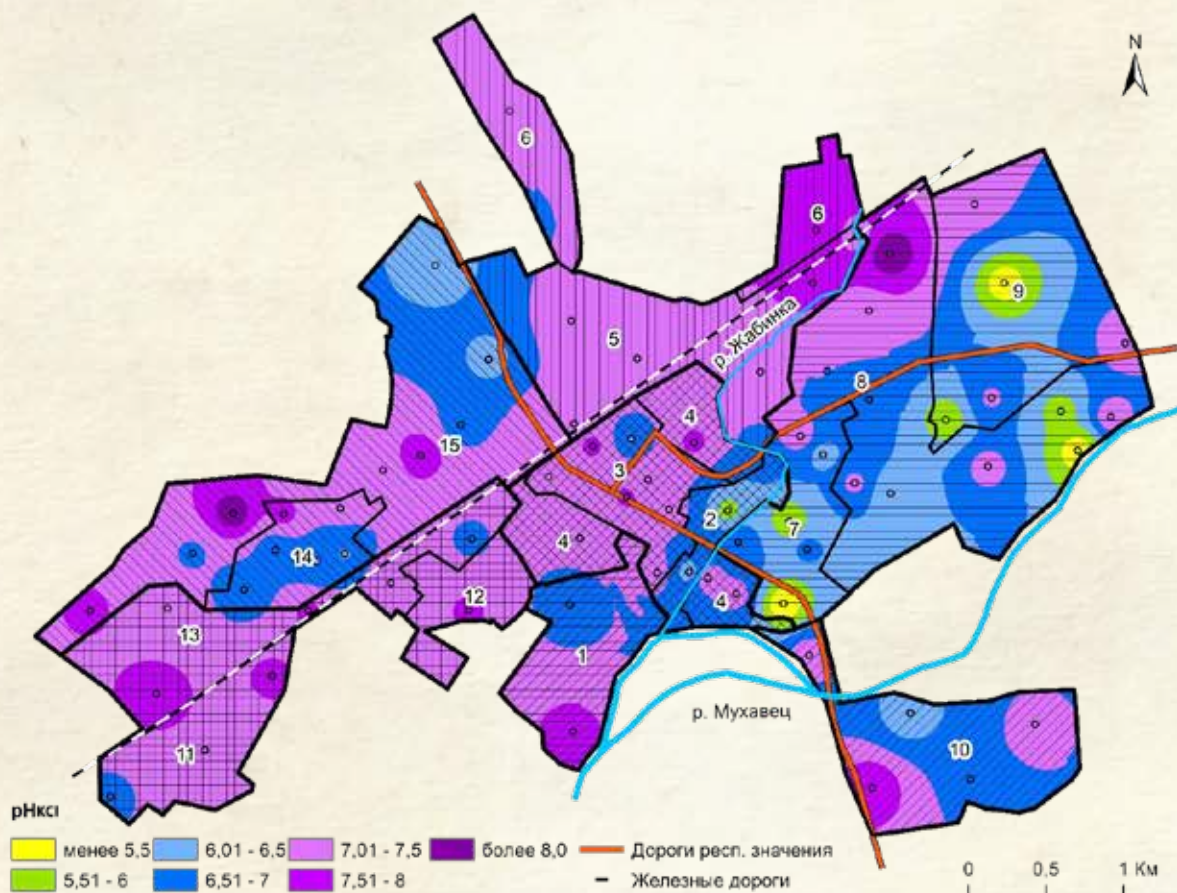 N
6
6
9
5
р. Жабинка
8
4
15
3
2
7
4
14
12
4
13
1
р. Мухавец
11
10
pHкcl
менее 5,5
6,01 - 6,5
7,01 - 7,5
более 8,0
Дороги респ. значения
5,51 - 6
6,51 - 7
7,51 - 8
Железные дороги
0 0.5 1 Км